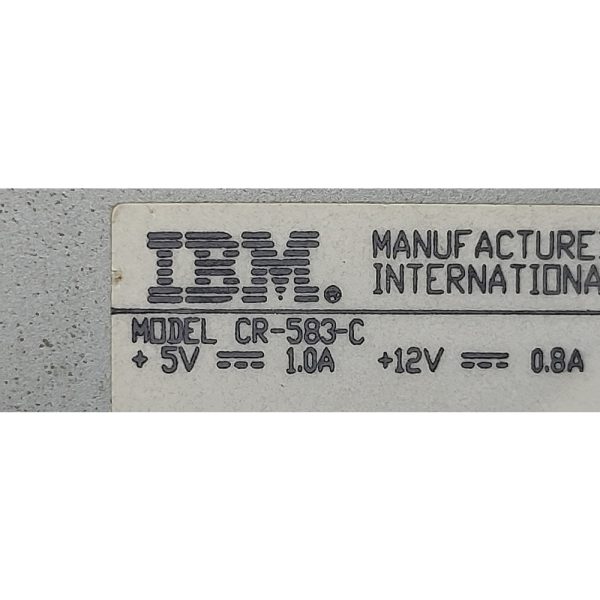 IBM®
MANUFACTURE
INTERNATIONA
MODEL CR-583-C
+ 5V ⎓ 1.0A +12V ⎓ 0.8A